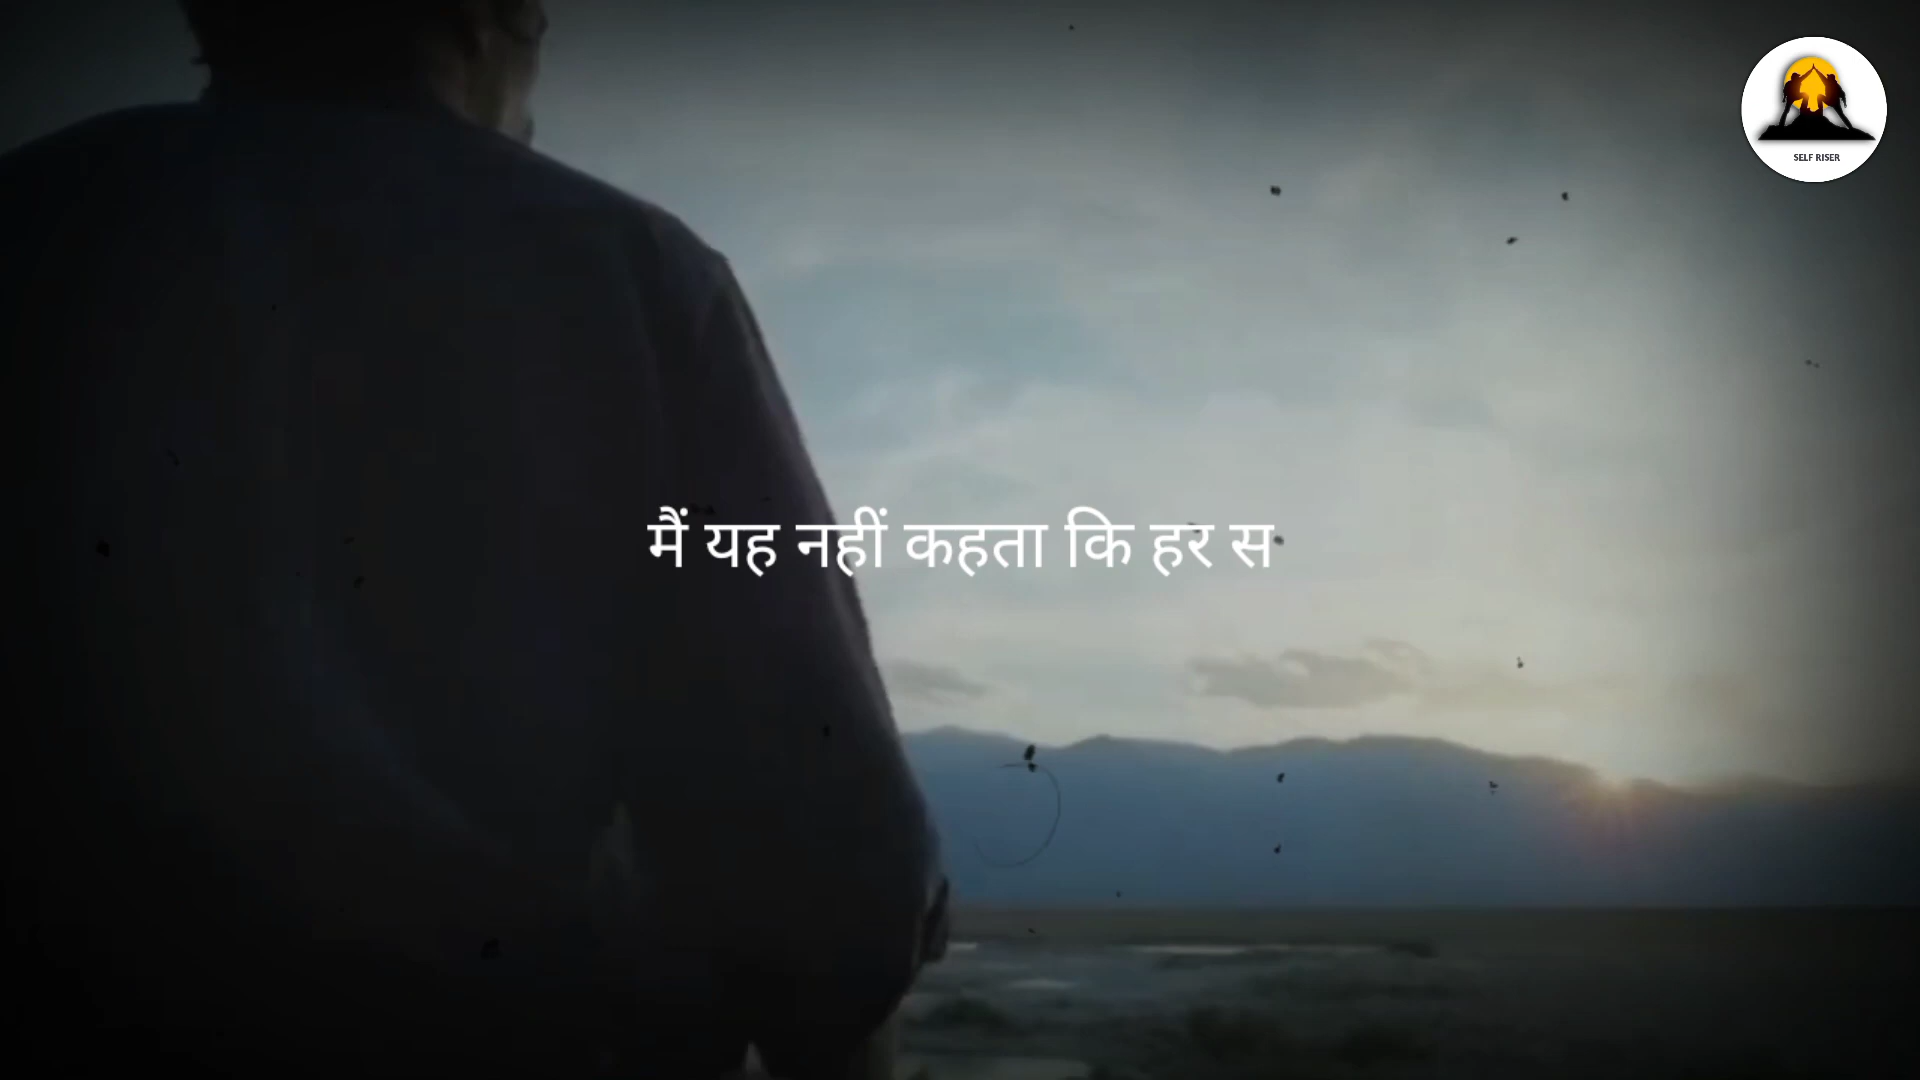 SELF RISER
मैं यह नहीं कहता कि हर स